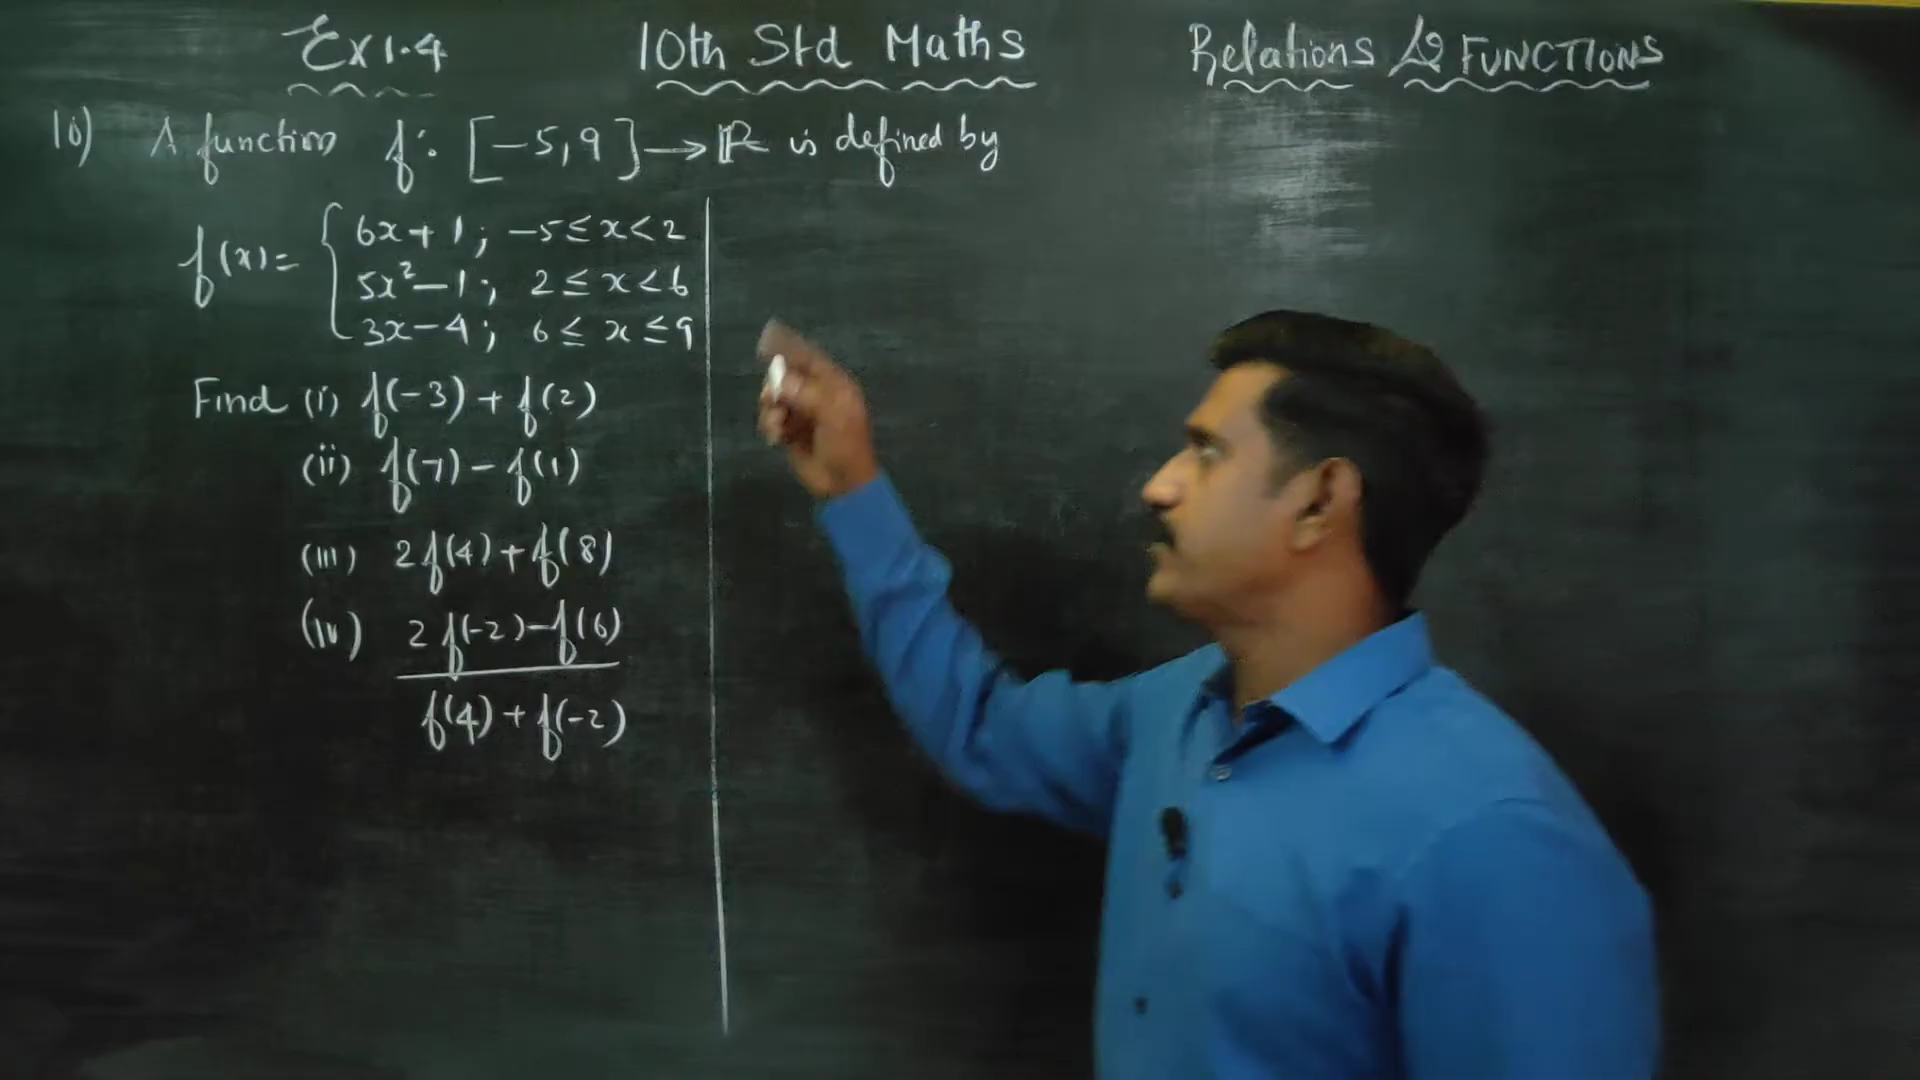 Ex 1.4
10th Std Maths
Relations & FUNCTIONS
10) A function f: [-5,9] → R is defined by
f(x) = { 6x+1; -5 ≤ x < 2
5x²-1; 2 ≤ x < 6
3x-4; 6 ≤ x ≤ 9
Find (i) f(-3) + f(2)
(ii) f(7) - f(1)
(iii) 2f(4) + f(8)
(iv) 2f(-2) - f(6)
f(4) + f(-2)